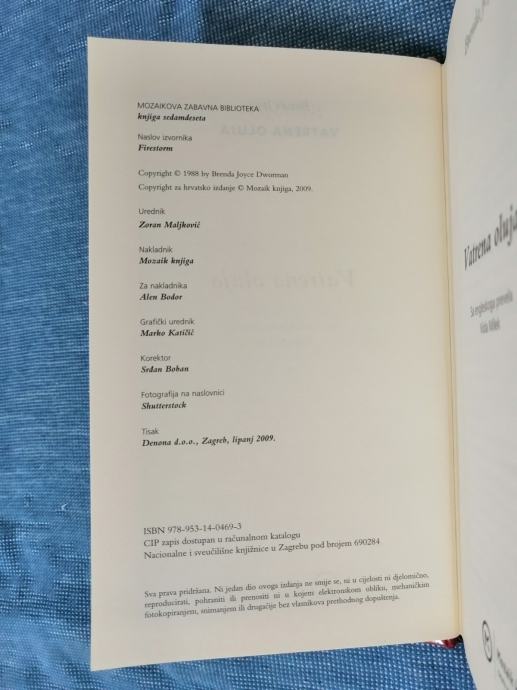 MOZAIKOVA ZABAVNA BIBLIOTEKA
knjiga sedamdeseta
Naslov izvornika
Firestorm
Copyright © 1988 by Brenda Joyce Dworman
Copyright za hrvatsko izdanje © Mozaik knjiga, 2009.
Urednik
Zoran Maljković
Nakladnik
Mozaik knjiga
Za nakladnika
Alen Bodor
Grafički urednik
Marko Katičić
Korektor
Srđan Boban
Fotografija na naslovnici
Shutterstock
Tisak
Denona d.o.o., Zagreb, lipanj 2009.
ISBN 978-953-14-0469-3
CIP zapis dostupan u računalnom katalogu
Nacionalne i sveučilišne knjižnice u Zagrebu pod brojem 690284
Sva prava pridržana. Ni jedan dio ovoga izdanja ne smije se, ni u cijelosti ni djelomično,
reproducirati, pohraniti ili prenositi ni u kojem elektronskom obliku, mehaničkim
fotokopiranjem, snimanjem ili drugačije bez vlasnikova prethodnog dopuštenja.
Vatrena oluja
Sa engleskoga prevela